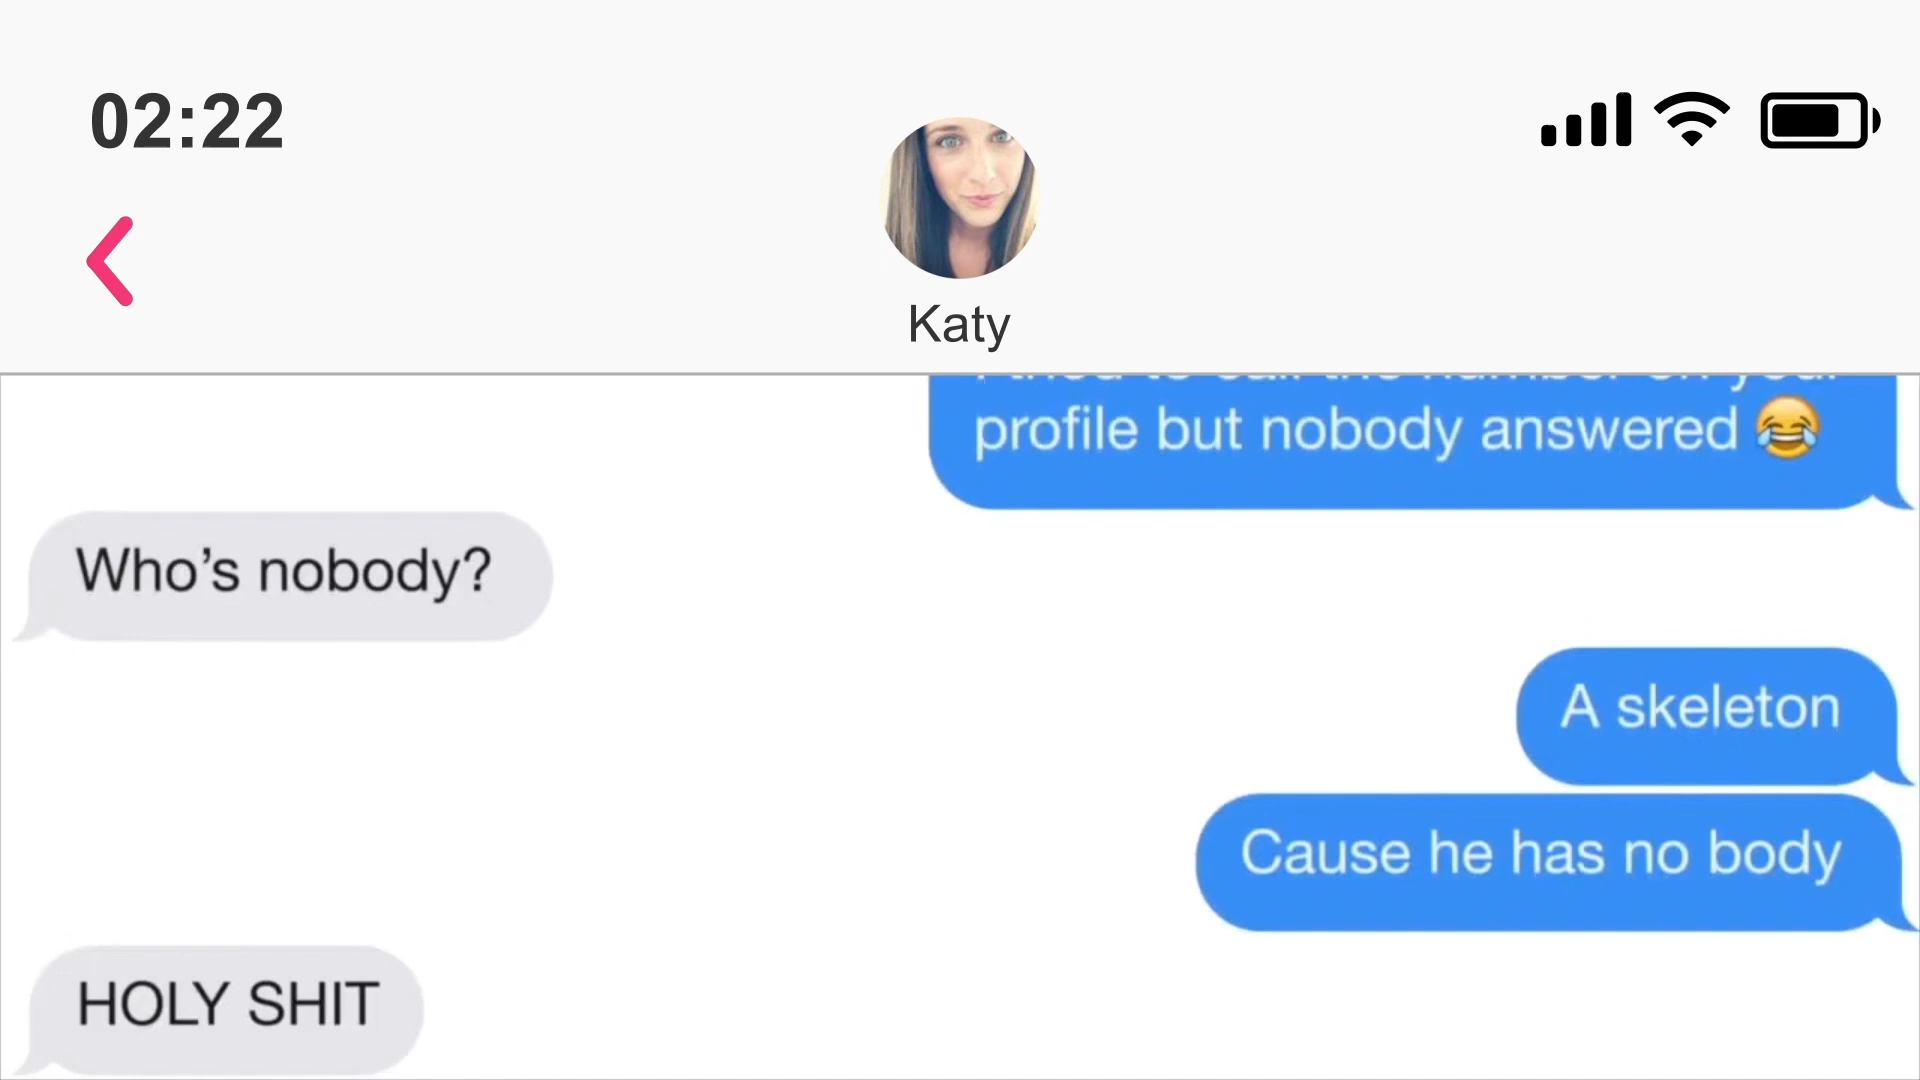 02:22
Katy
profile but nobody answered 😂
Who's nobody?
A skeleton
Cause he has no body
HOLY SHIT